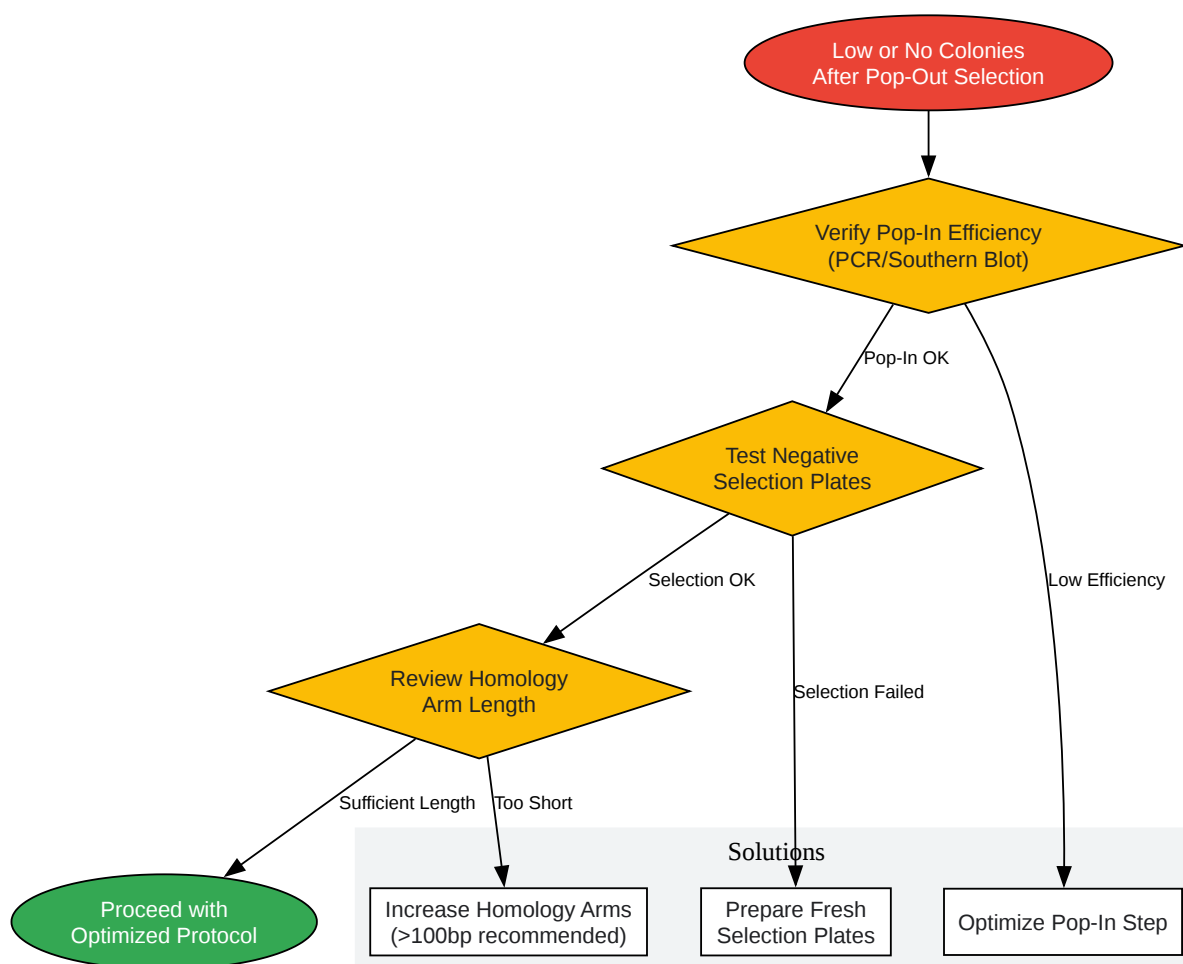 Low or No Colonies
After Pop-Out Selection
Verify Pop-In Efficiency
(PCR/Southern Blot)
Pop-In OK
Test Negative
Selection Plates
Selection OK
Low Efficiency
Review Homology
Arm Length
Selection Failed
Sufficient Length
Too Short
Solutions
Proceed with
Optimized Protocol
Increase Homology Arms
(>100bp recommended)
Prepare Fresh
Selection Plates
Optimize Pop-In Step